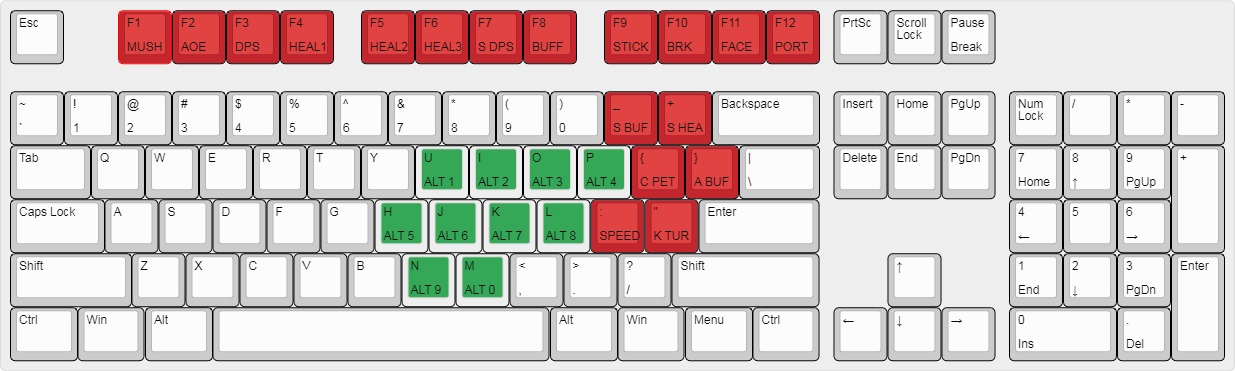 Esc F1 F2 F3 F4 F5 F6 F7 F8 F9 F10 F11 F12 PrtSc Scroll Lock Pause Break
MUSH AOE DPS HEAL1 HEAL2 HEAL3 S DPS BUFF STICK BRK FACE PORT
~ ! @ # $ % ^ & * ( ) _ + Backspace Insert Home PgUp Num Lock / * -
` 1 2 3 4 5 6 7 8 9 0 S BUF S HEA
Tab Q W E R T Y U I O P { } | Delete End PgDn 7 8 9 +
ALT 1 ALT 2 ALT 3 ALT 4 C PET A BUF \ Home ↑ PgUp
Caps Lock A S D F G H J K L : " Enter 4 5 6
ALT 5 ALT 6 ALT 7 ALT 8 SPEED K TUR ← →
Shift Z X C V B N M < > ? Shift ↑ 1 2 3 Enter
ALT 9 ALT 0 , . / End ↓ PgDn
Ctrl Win Alt Alt Win Menu Ctrl ← ↓ → 0 .
Ins Del